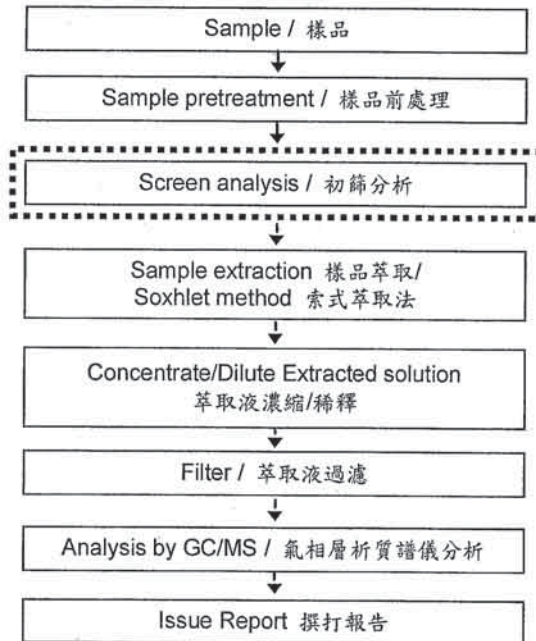 Sample / 樣品
Sample pretreatment / 樣品前處理
Screen analysis / 初篩分析
Sample extraction 樣品萃取/
Soxhlet method 索式萃取法
Concentrate/Dilute Extracted solution
萃取液濃縮/稀釋
Filter / 萃取液過濾
Analysis by GC/MS / 氣相層析質譜儀分析
Issue Report 撰打報告